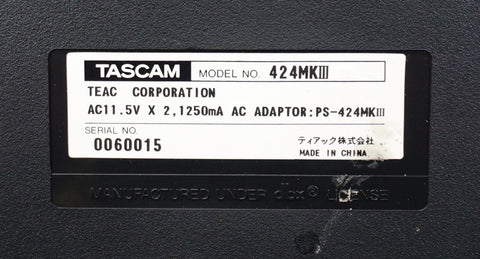 TASCAM MODEL NO. 424MKⅢ
TEAC CORPORATION
AC11.5V X 2,1250mA AC ADAPTOR:PS-424MKⅢ
SERIAL NO.
0060015
ティアック株式会社
MADE IN CHINA
MANUFACTURED UNDER dbx® LICENSE